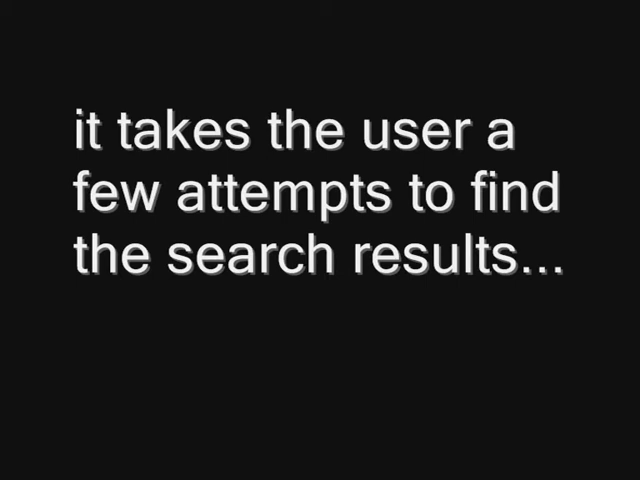 it takes the user a
few attempts to find
the search results...